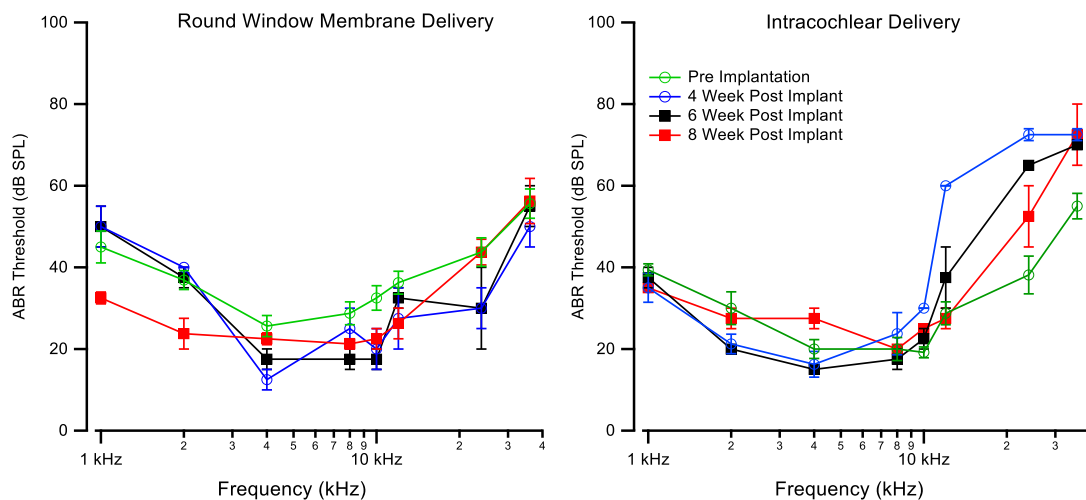 Round Window Membrane Delivery
100
80
60
40
20
0
ABR Threshold (dB SPL)
2 3 4 5 6 7 8 9 2 3 4
1 kHz 10 kHz
Frequency (kHz)
Intracochlear Delivery
100
80
60
40
20
0
ABR Threshold (dB SPL)
Pre Implantation
4 Week Post Implant
6 Week Post Implant
8 Week Post Implant
2 3 4 5 6 7 8 9 2 3
1 kHz 10 kHz
Frequency (kHz)